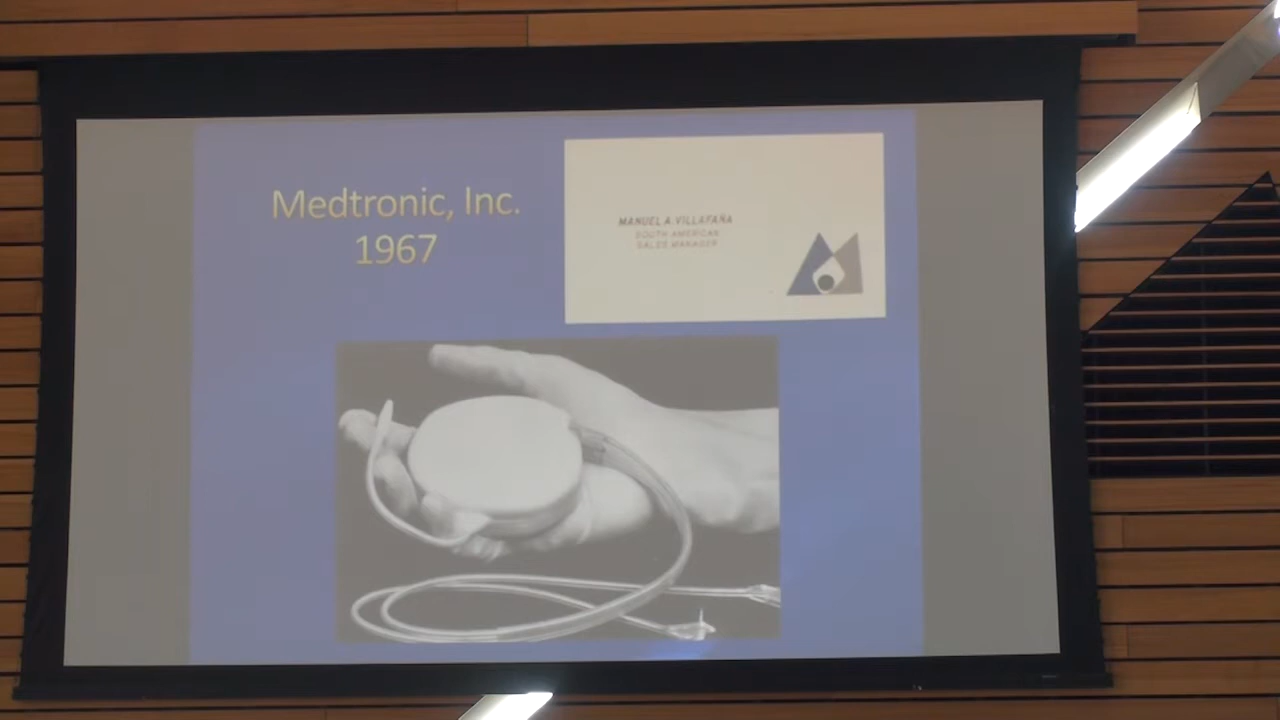 Medtronic, Inc.
1967
MANUEL A. VILLAFAÑA
SOUTH AMERICAN
SALES MANAGER